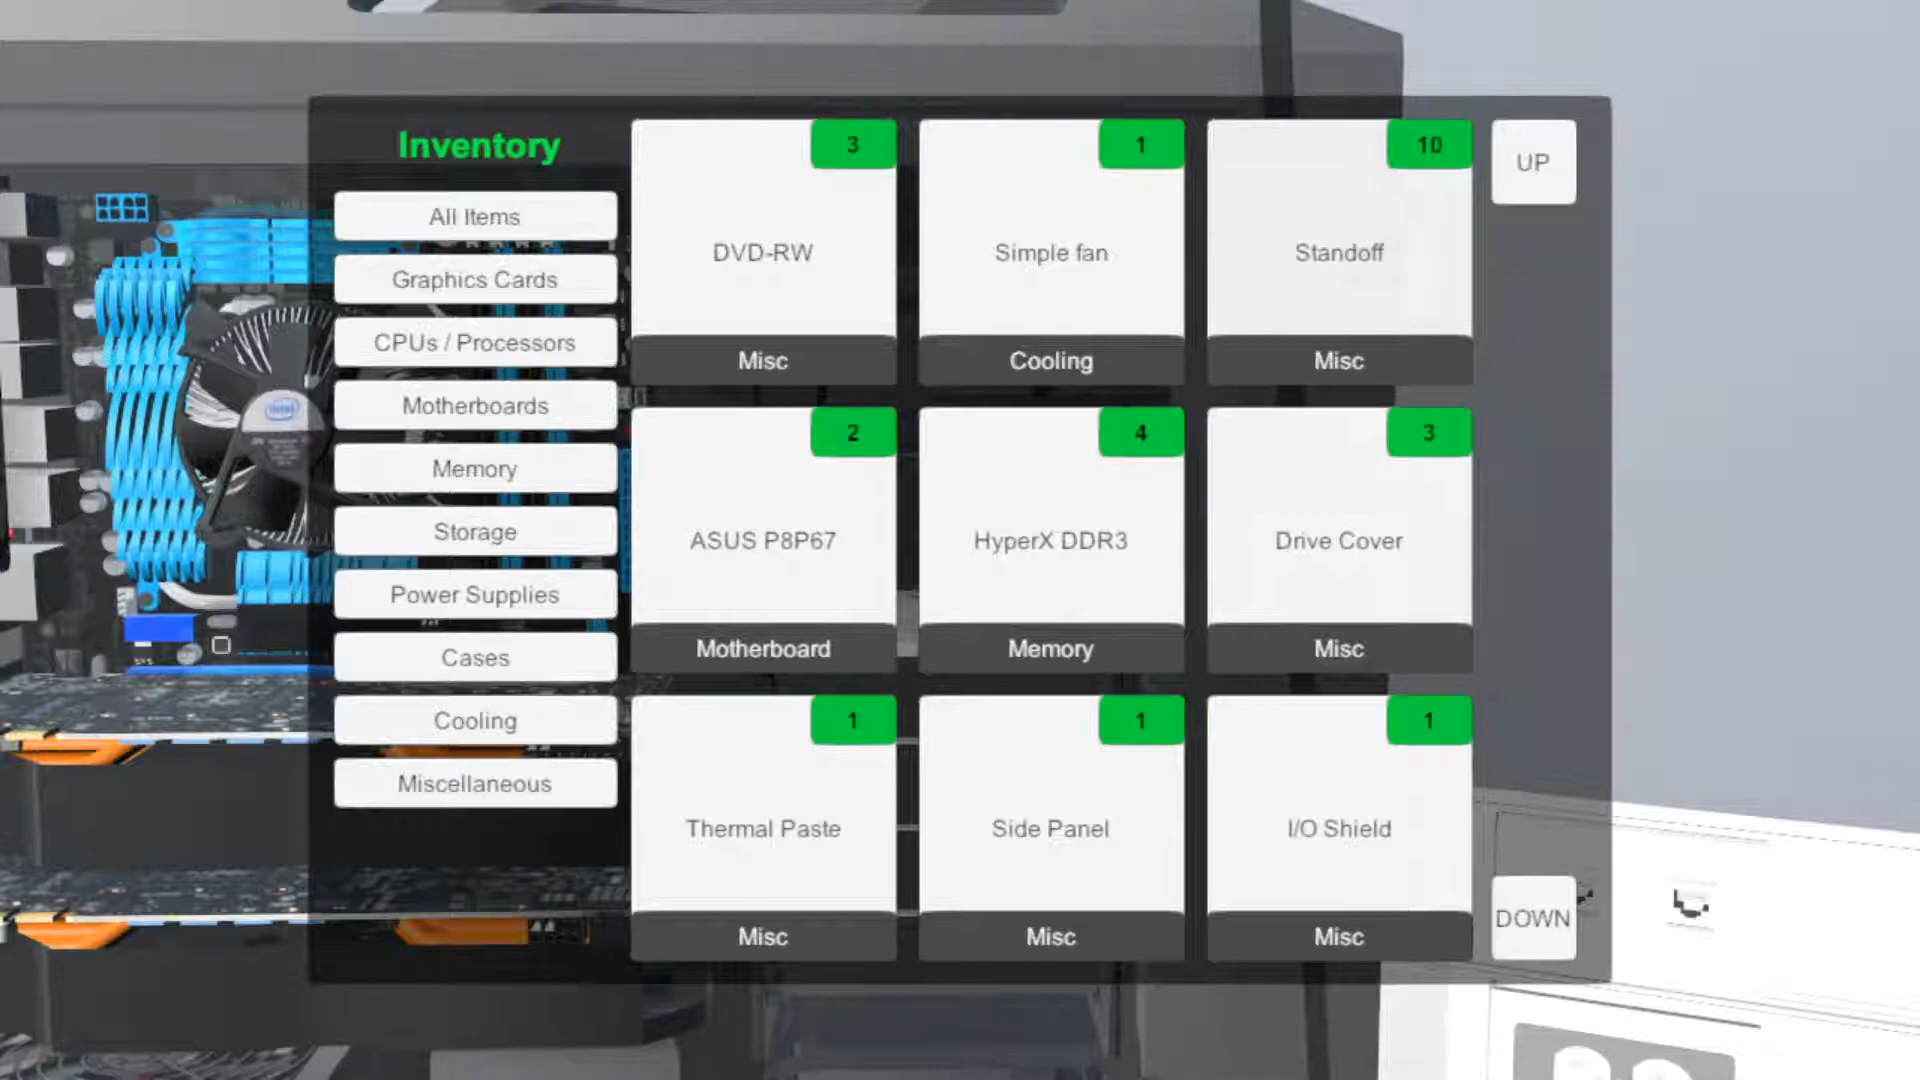 Inventory
All Items
Graphics Cards
CPUs / Processors
Motherboards
Memory
Storage
Power Supplies
Cases
Cooling
Miscellaneous
3
DVD-RW
Misc
1
Simple fan
Cooling
10
Standoff
Misc
2
ASUS P8P67
Motherboard
4
HyperX DDR3
Memory
3
Drive Cover
Misc
1
Thermal Paste
Misc
1
Side Panel
Misc
1
I/O Shield
Misc
UP
DOWN
intel